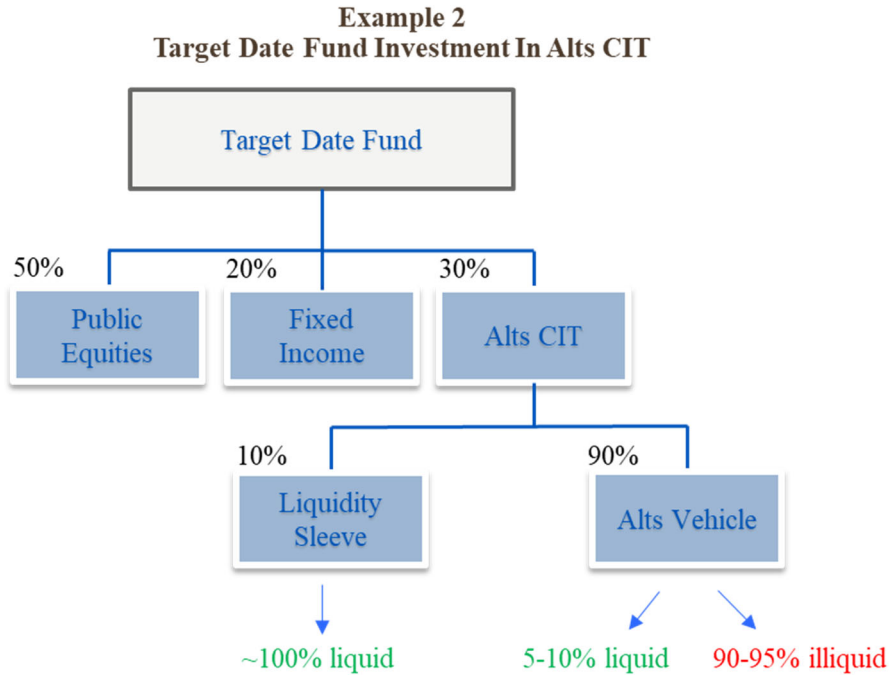 Example 2
Target Date Fund Investment In Alts CIT
Target Date Fund
50%
20%
30%
Public
Equities
Fixed
Income
Alts CIT
10%
90%
Liquidity
Sleeve
Alts Vehicle
~100% liquid
5-10% liquid
90-95% illiquid